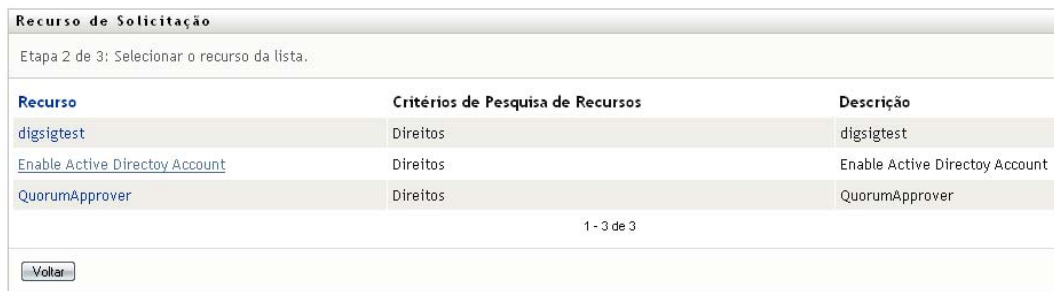 Recurso de Solicitação
Etapa 2 de 3: Selecionar o recurso da lista.
Recurso Critérios de Pesquisa de Recursos Descrição
digsigtest Direitos digsigtest
Enable Active Directoy Account Direitos Enable Active Directoy Account
QuorumApprover Direitos QuorumApprover
1 - 3 de 3
Voltar